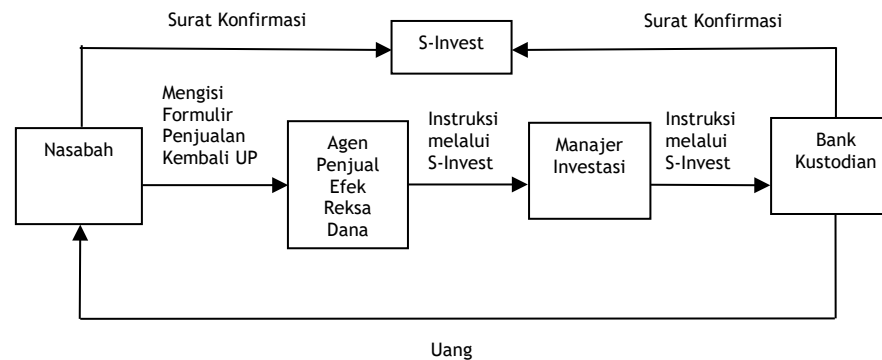 Surat Konfirmasi
Surat Konfirmasi
S-Invest
Mengisi
Formulir
Penjualan
Kembali UP
Nasabah
Agen
Penjual
Efek
Reksa
Dana
Instruksi
melalui
S-Invest
Manajer
Investasi
Instruksi
melalui
S-Invest
Bank
Kustodian
Uang